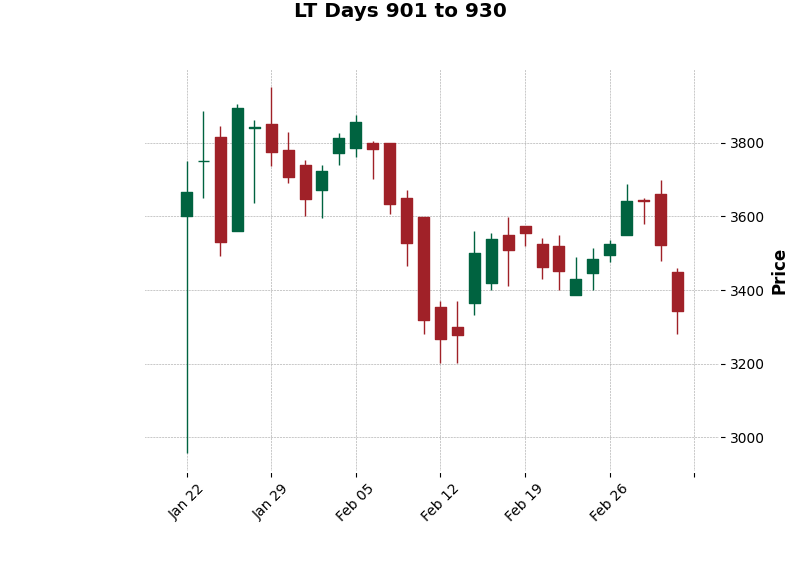 LT Days 901 to 930
3800
3600
3400
3200
3000
Price
Jan 22
Jan 29
Feb 05
Feb 12
Feb 19
Feb 26